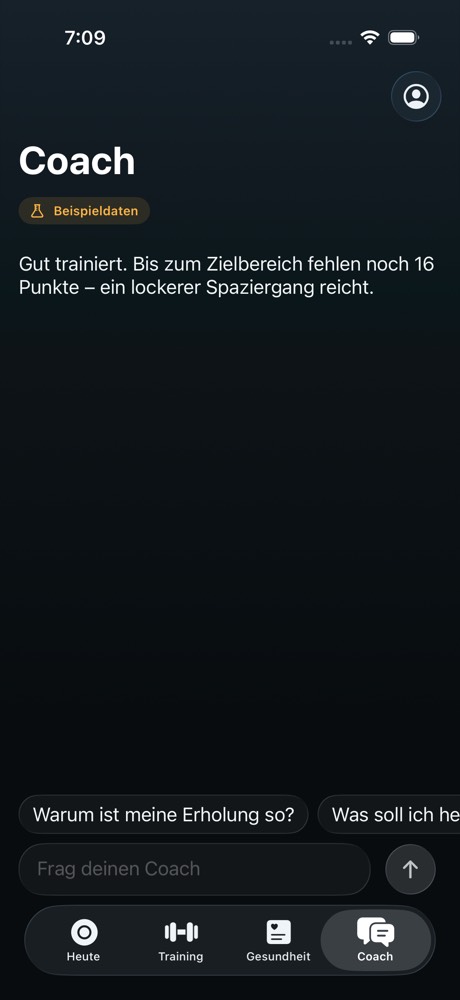 7:09
Coach
Beispieldaten
Gut trainiert. Bis zum Zielbereich fehlen noch 16
Punkte – ein lockerer Spaziergang reicht.
Warum ist meine Erholung so?
Was soll ich he
Frag deinen Coach
Heute
Training
Gesundheit
Coach